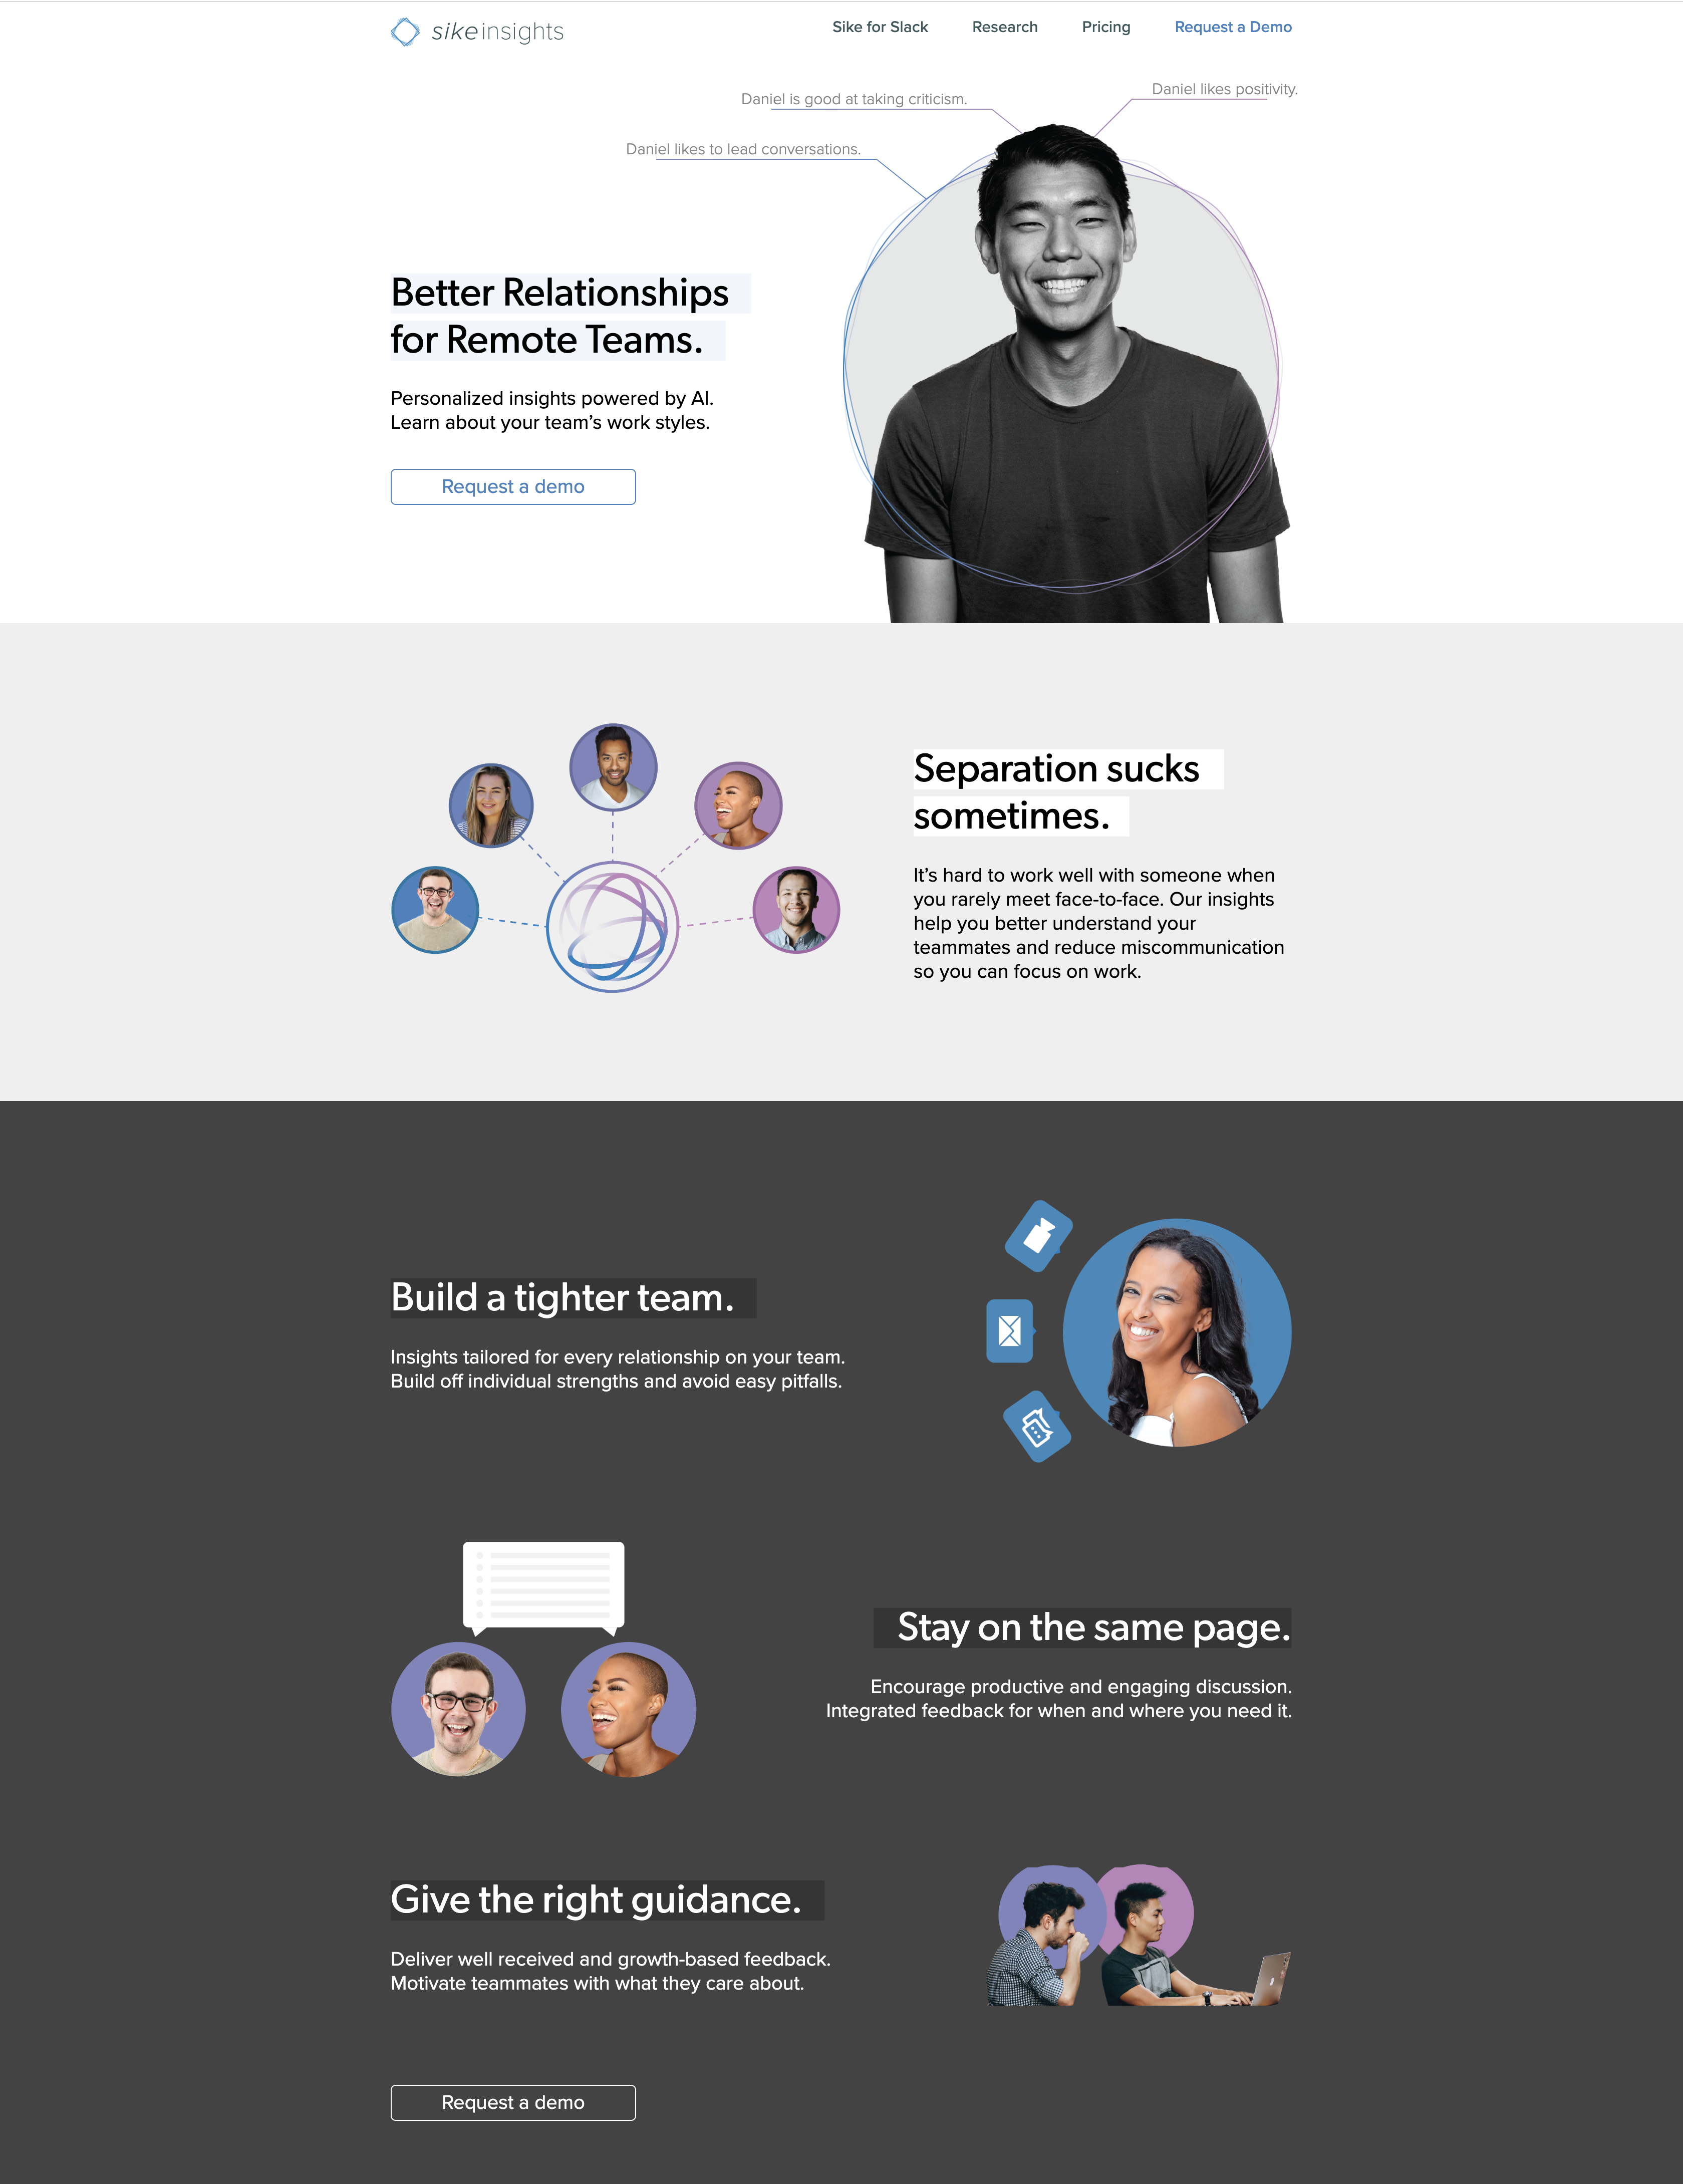 sikeinsights
Sike for Slack
Research
Pricing
Request a Demo
Daniel likes positivity.
Daniel is good at taking criticism.
Daniel likes to lead conversations.
Better Relationships
for Remote Teams.
Personalized insights powered by AI.
Learn about your team’s work styles.
Request a demo
Separation sucks
sometimes.
It’s hard to work well with someone when
you rarely meet face-to-face. Our insights
help you better understand your
teammates and reduce miscommunication
so you can focus on work.
Build a tighter team.
Insights tailored for every relationship on your team.
Build off individual strengths and avoid easy pitfalls.
Stay on the same page.
Encourage productive and engaging discussion.
Integrated feedback for when and where you need it.
Give the right guidance.
Deliver well received and growth-based feedback.
Motivate teammates with what they care about.
Request a demo